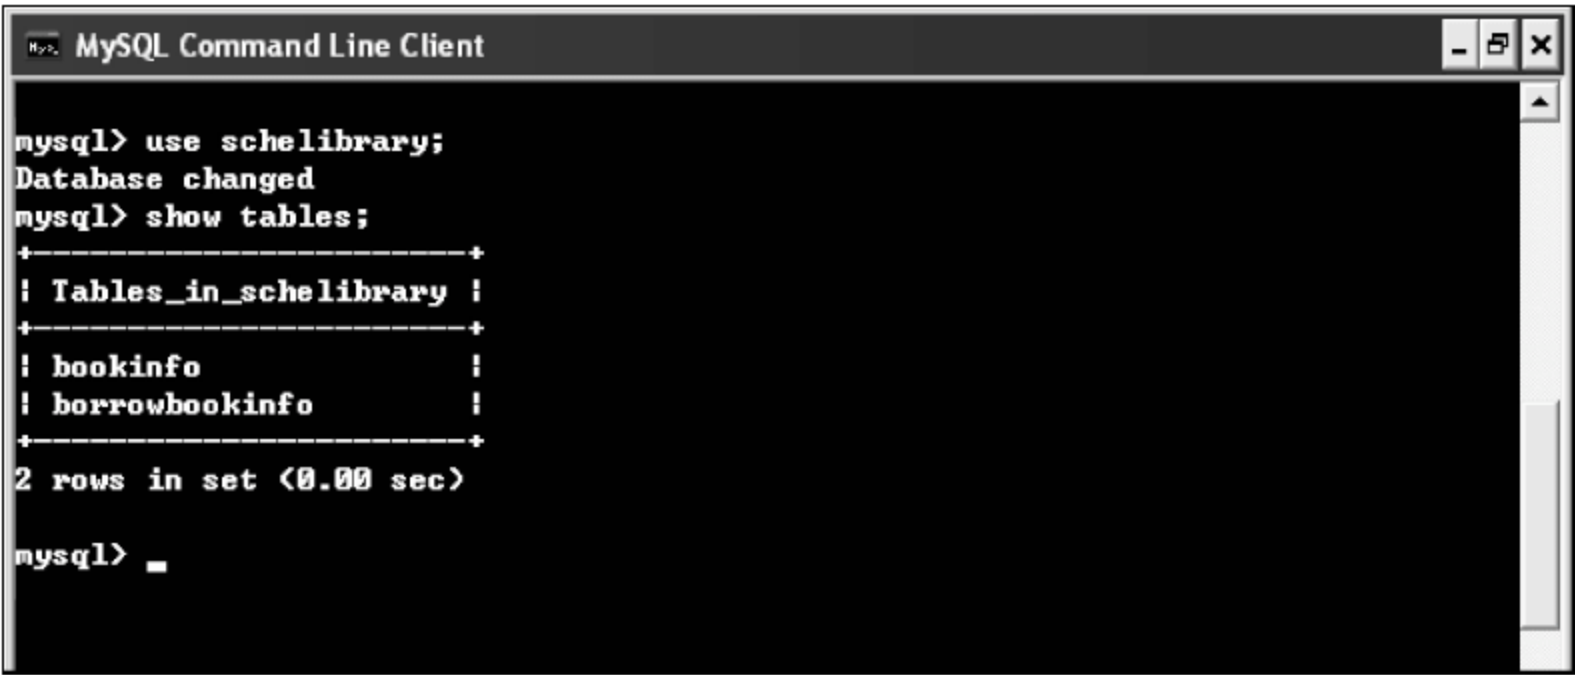 MySQL Command Line Client
mysql> use schelibrary;
Database changed
mysql> show tables;
+------------------------+
| Tables_in_schelibrary |
+------------------------+
| bookinfo |
| borrowbookinfo |
+------------------------+
2 rows in set (0.00 sec)
mysql> _